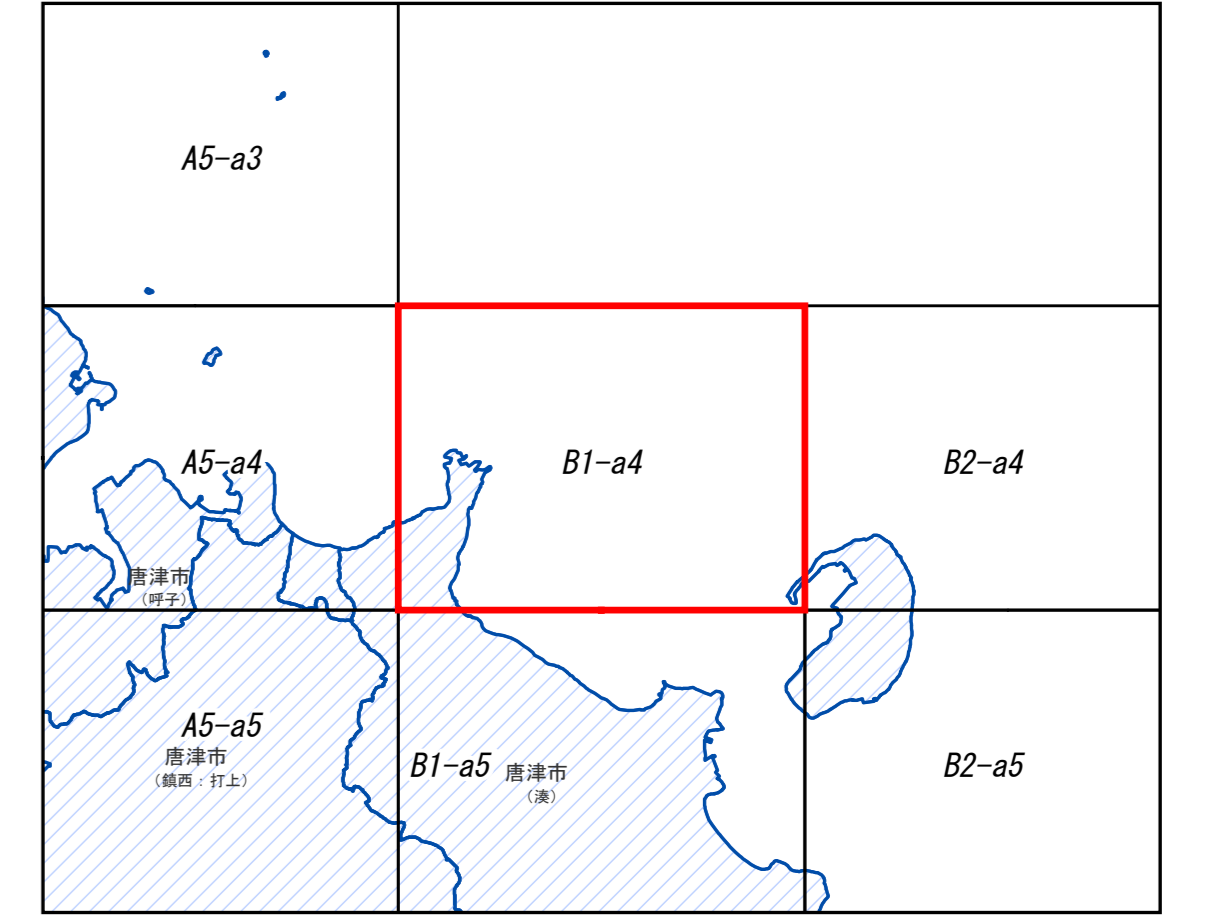 A5-a3
A5-a4
B1-a4
B2-a4
唐津市
（呼子）
A5-a5
唐津市
（鎮西：打上）
B1-a5
唐津市
（湊）
B2-a5